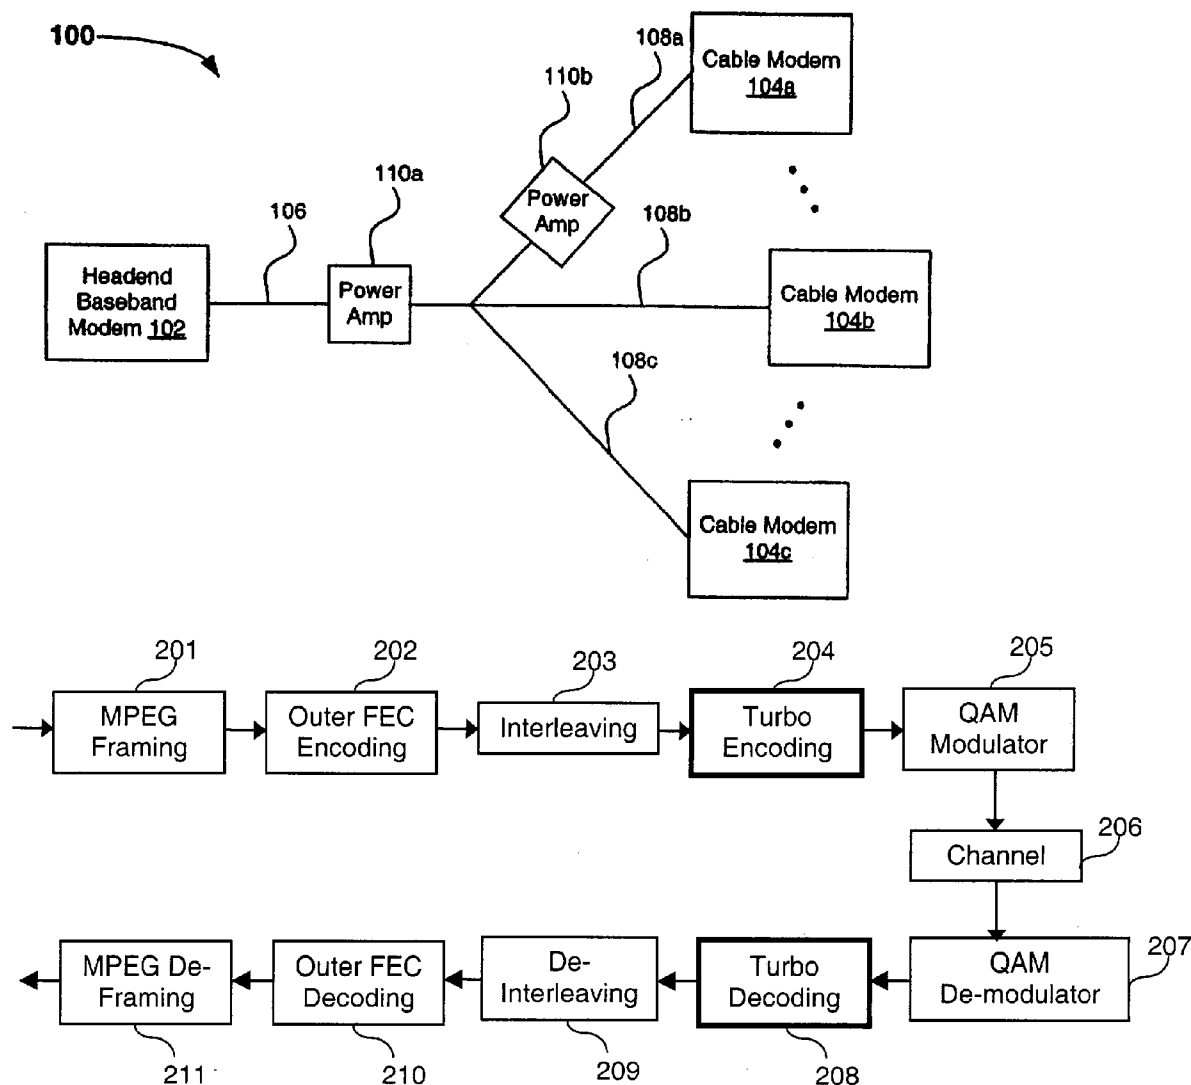 100
108a
Cable Modem
104a
110b
Power
Amp
110a
106
108b
Headend
Baseband
Modem 102
Power
Amp
Cable Modem
104b
108c
Cable Modem
104c
201
202
203
204
205
MPEG
Framing
Outer FEC
Encoding
Interleaving
Turbo
Encoding
QAM
Modulator
206
Channel
207
MPEG De-
Framing
Outer FEC
Decoding
De-
Interleaving
Turbo
Decoding
QAM
De-modulator
211
210
209
208